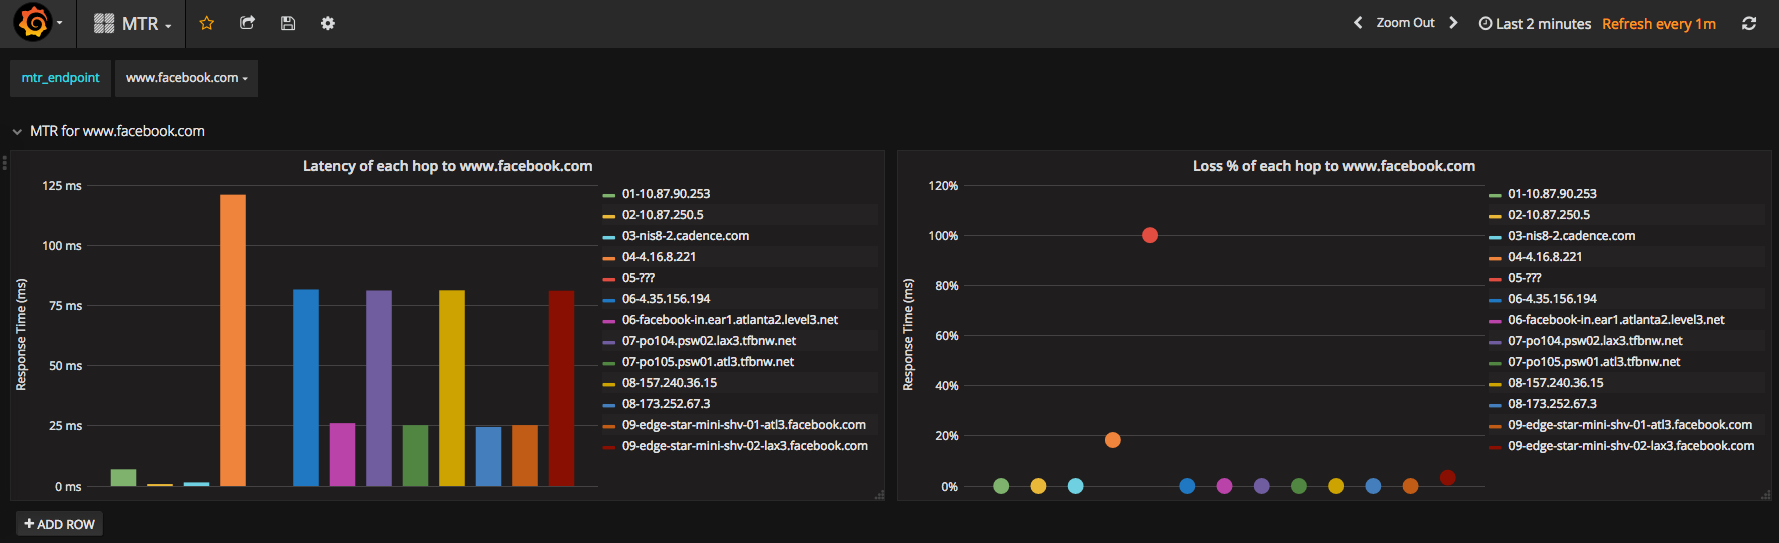 MTR
Zoom Out
Last 2 minutes
Refresh every 1m
mtr_endpoint
www.facebook.com
MTR for www.facebook.com
Latency of each hop to www.facebook.com
Response Time (ms)
125 ms
100 ms
75 ms
50 ms
25 ms
0 ms
01-10.87.90.253
02-10.87.250.5
03-nis8-2.cadence.com
04-4.16.8.221
05-???
06-4.35.156.194
06-facebook-in.ear1.atlanta2.level3.net
07-po104.psw02.lax3.tfbnw.net
07-po105.psw01.atl3.tfbnw.net
08-157.240.36.15
08-173.252.67.3
09-edge-star-mini-shv-01-atl3.facebook.com
09-edge-star-mini-shv-02-lax3.facebook.com
Loss % of each hop to www.facebook.com
Response Time (ms)
120%
100%
80%
60%
40%
20%
0%
01-10.87.90.253
02-10.87.250.5
03-nis8-2.cadence.com
04-4.16.8.221
05-???
06-4.35.156.194
06-facebook-in.ear1.atlanta2.level3.net
07-po104.psw02.lax3.tfbnw.net
07-po105.psw01.atl3.tfbnw.net
08-157.240.36.15
08-173.252.67.3
09-edge-star-mini-shv-01-atl3.facebook.com
09-edge-star-mini-shv-02-lax3.facebook.com
+ ADD ROW